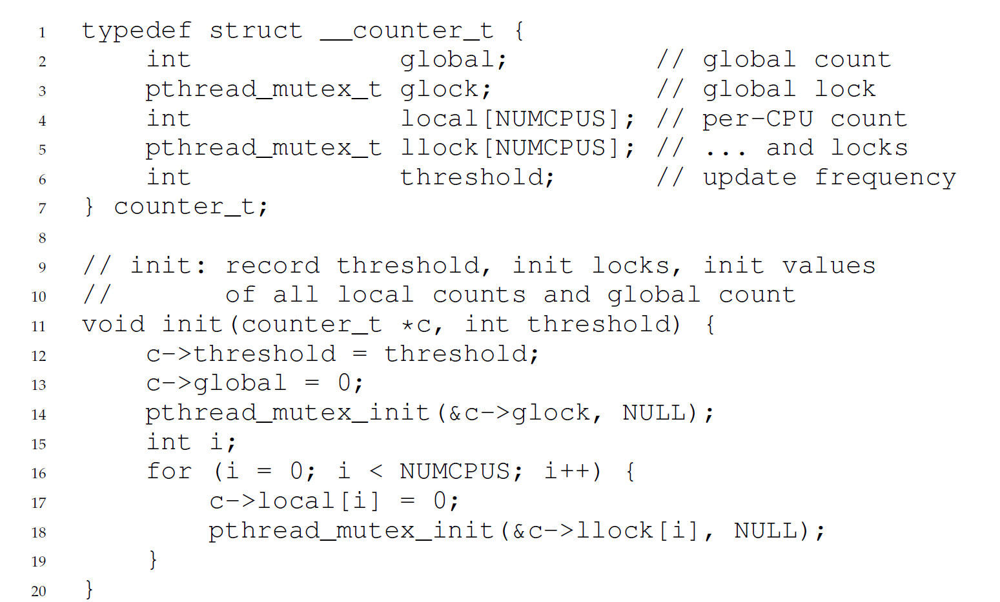 1 typedef struct __counter_t {
2 int global; // global count
3 pthread_mutex_t glock; // global lock
4 int local[NUMCPUS]; // per-CPU count
5 pthread_mutex_t llock[NUMCPUS]; // ... and locks
6 int threshold; // update frequency
7 } counter_t;
8
9 // init: record threshold, init locks, init values
10 // of all local counts and global count
11 void init(counter_t *c, int threshold) {
12 c->threshold = threshold;
13 c->global = 0;
14 pthread_mutex_init(&c->glock, NULL);
15 int i;
16 for (i = 0; i < NUMCPUS; i++) {
17 c->local[i] = 0;
18 pthread_mutex_init(&c->llock[i], NULL);
19 }
20 }